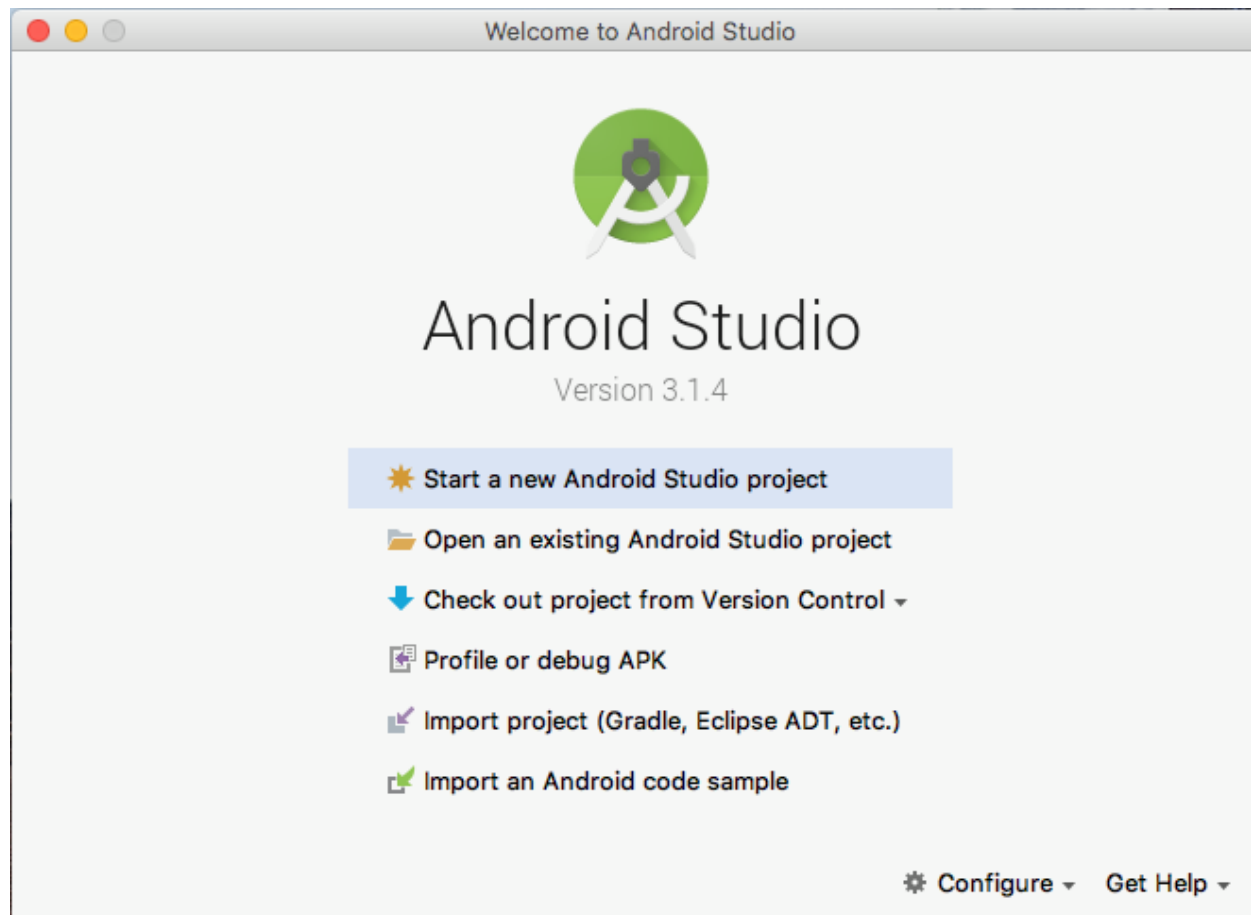 Welcome to Android Studio
Android Studio
Version 3.1.4
Start a new Android Studio project
Open an existing Android Studio project
Check out project from Version Control
Profile or debug APK
Import project (Gradle, Eclipse ADT, etc.)
Import an Android code sample
Configure Get Help